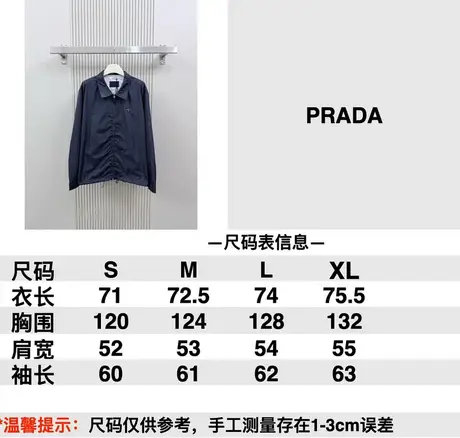 PRADA
—尺码表信息—
尺码 S M L XL
衣长 71 72.5 74 75.5
胸围 120 124 128 132
肩宽 52 53 54 55
袖长 60 61 62 63
*温馨提示: 尺码仅供参考，手工测量存在1-3cm误差